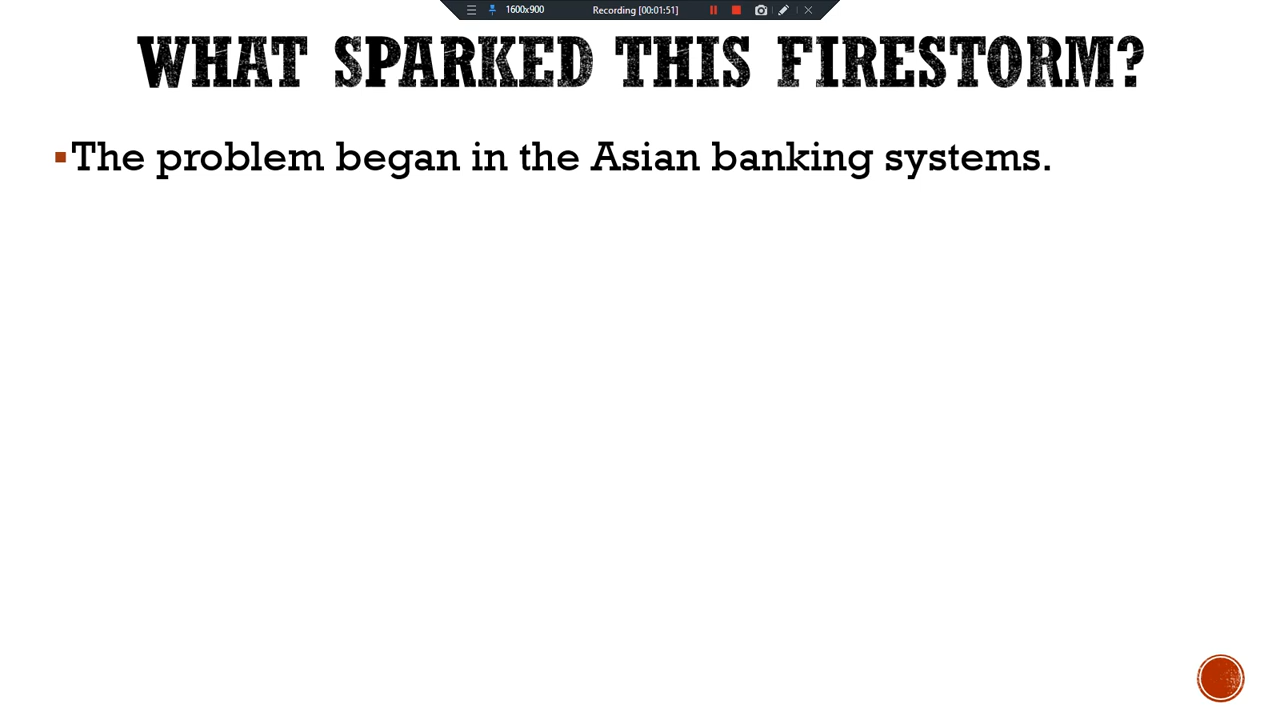 1600x900 Recording [00:01:51]
WHAT SPARKED THIS FIRESTORM?
The problem began in the Asian banking systems.